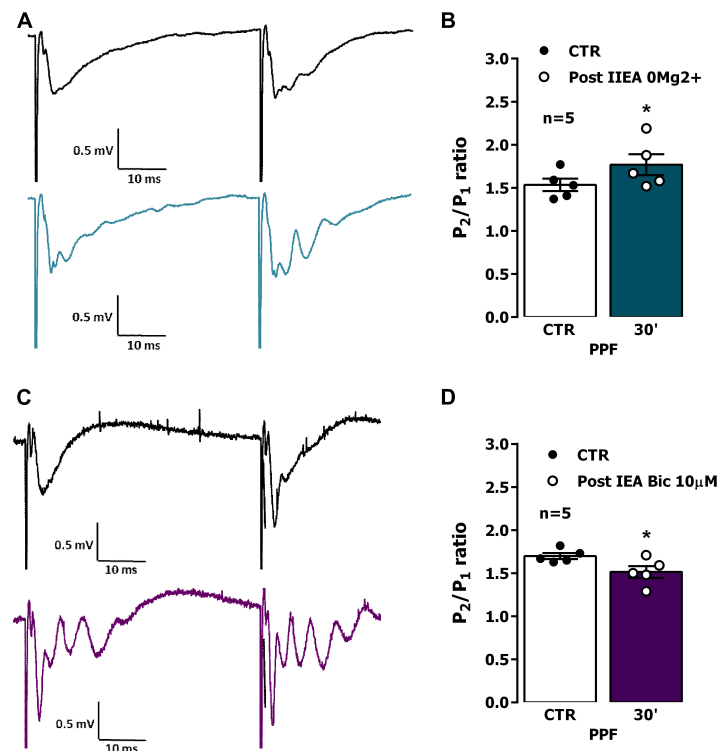 A
0.5 mV
10 ms
0.5 mV
10 ms
B
CTR
Post IIEA 0Mg2+
n=5
*
P2/P1 ratio
3.0
2.5
2.0
1.5
1.0
0.5
0.0
CTR
30'
PPF
C
0.5 mV
10 ms
0.5 mV
10 ms
D
CTR
Post IEA Bic 10µM
n=5
*
P2/P1 ratio
3.0
2.5
2.0
1.5
1.0
0.5
0.0
CTR
30'
PPF